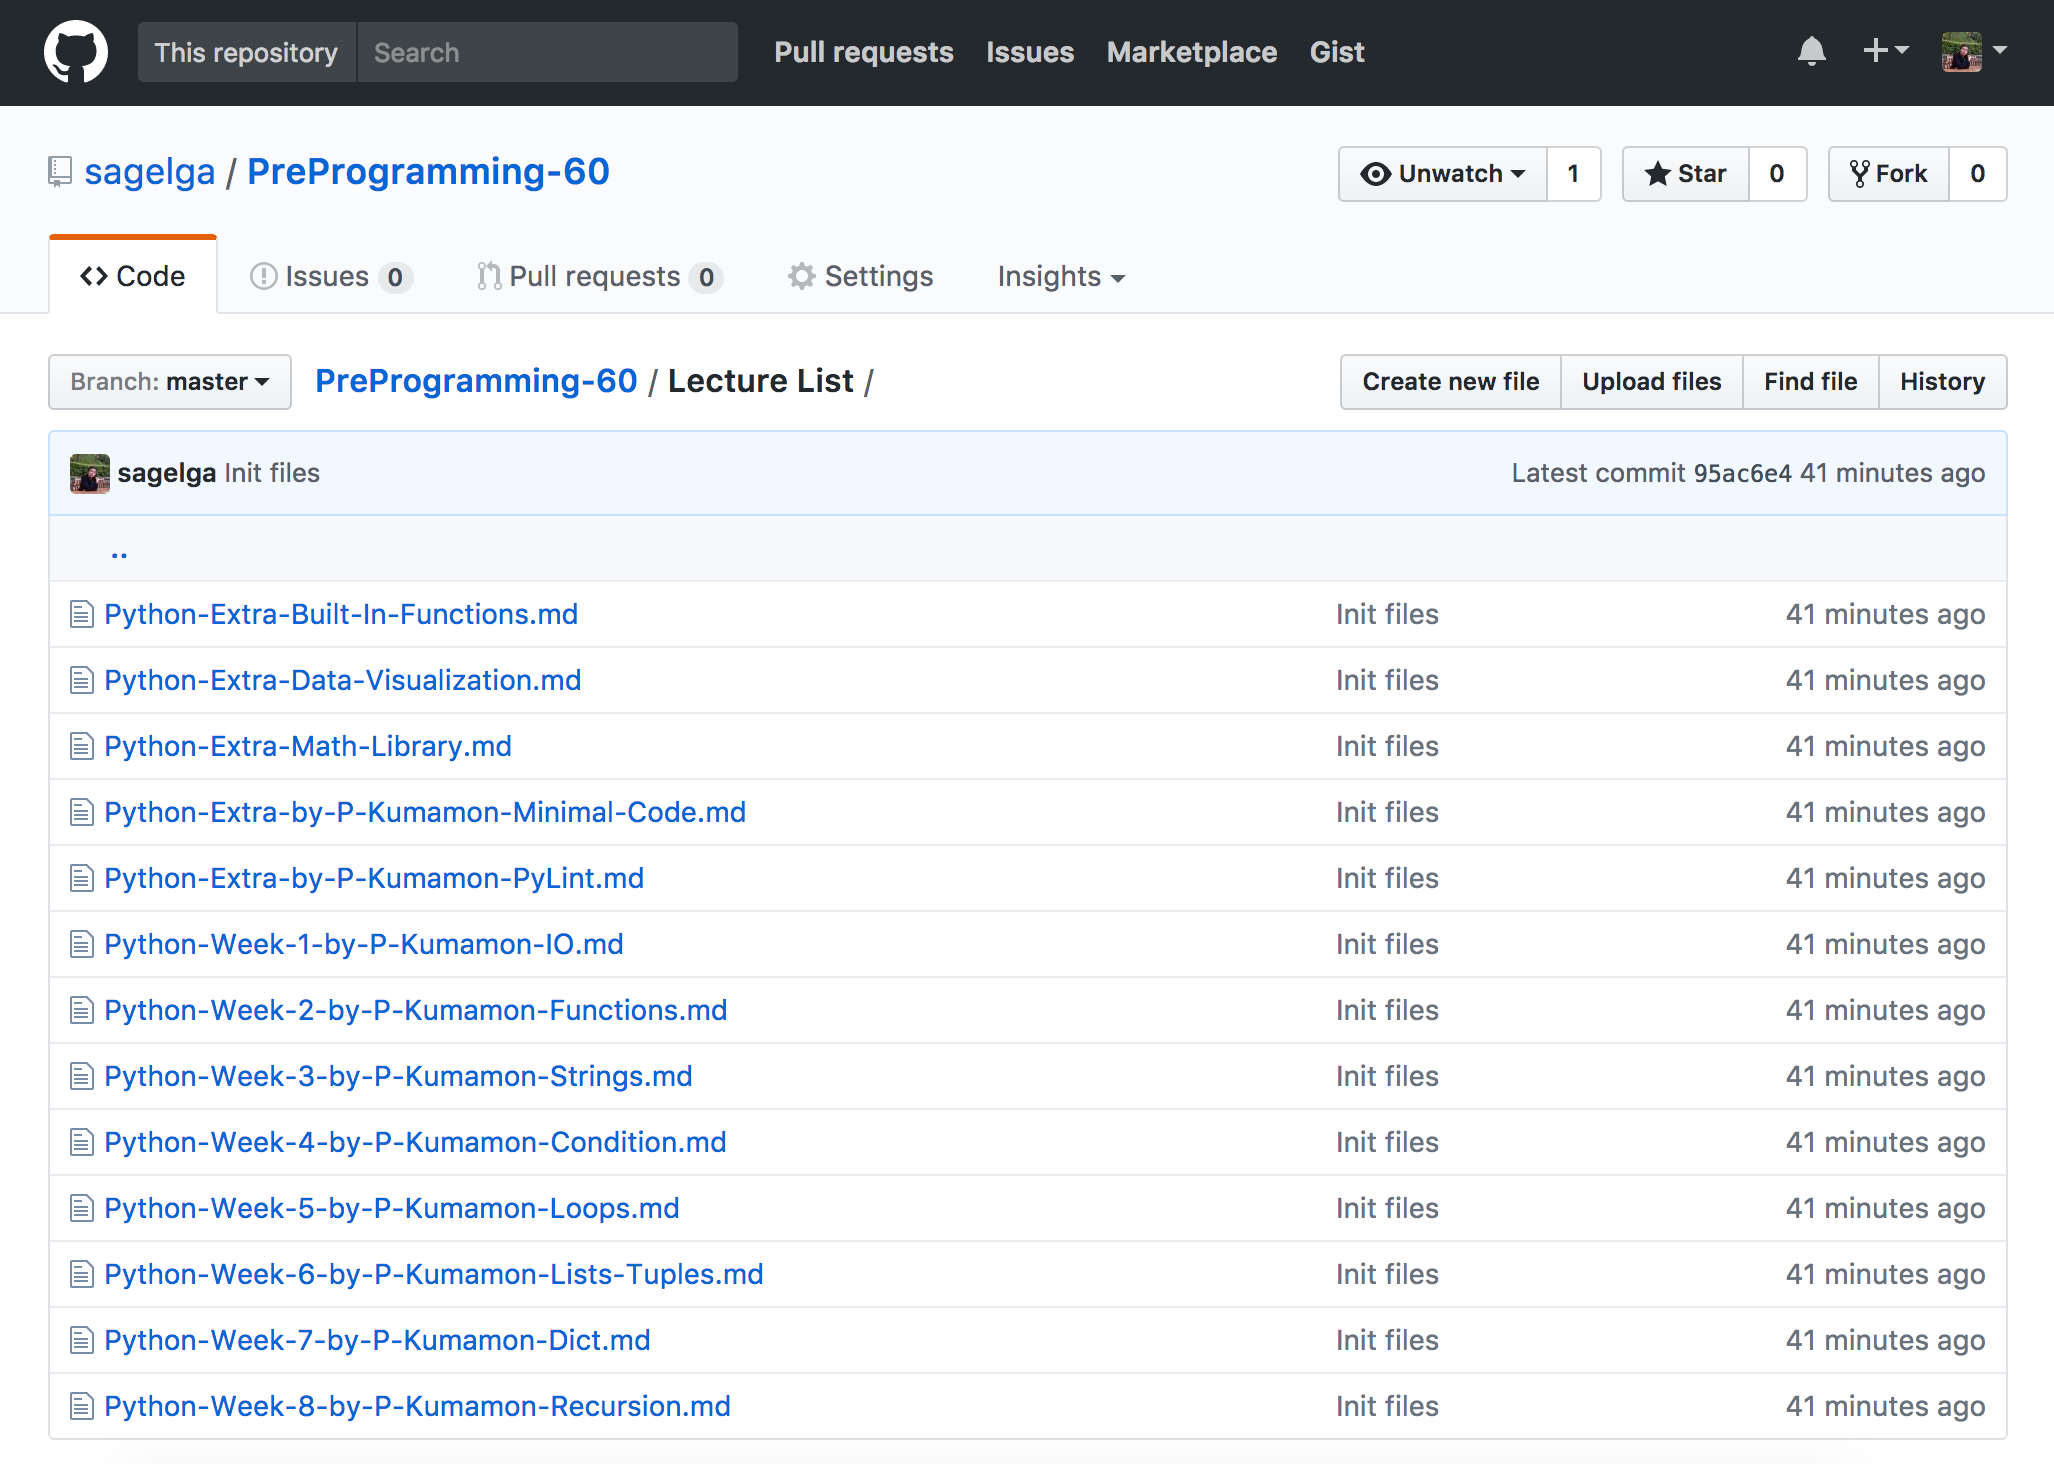 This repository Search Pull requests Issues Marketplace Gist
sagelga / PreProgramming-60 Unwatch 1 Star 0 Fork 0
Code Issues 0 Pull requests 0 Settings Insights
Branch: master PreProgramming-60 / Lecture List / Create new file Upload files Find file History
sagelga Init files Latest commit 95ac6e4 41 minutes ago
..
Python-Extra-Built-In-Functions.md Init files 41 minutes ago
Python-Extra-Data-Visualization.md Init files 41 minutes ago
Python-Extra-Math-Library.md Init files 41 minutes ago
Python-Extra-by-P-Kumamon-Minimal-Code.md Init files 41 minutes ago
Python-Extra-by-P-Kumamon-PyLint.md Init files 41 minutes ago
Python-Week-1-by-P-Kumamon-IO.md Init files 41 minutes ago
Python-Week-2-by-P-Kumamon-Functions.md Init files 41 minutes ago
Python-Week-3-by-P-Kumamon-Strings.md Init files 41 minutes ago
Python-Week-4-by-P-Kumamon-Condition.md Init files 41 minutes ago
Python-Week-5-by-P-Kumamon-Loops.md Init files 41 minutes ago
Python-Week-6-by-P-Kumamon-Lists-Tuples.md Init files 41 minutes ago
Python-Week-7-by-P-Kumamon-Dict.md Init files 41 minutes ago
Python-Week-8-by-P-Kumamon-Recursion.md Init files 41 minutes ago